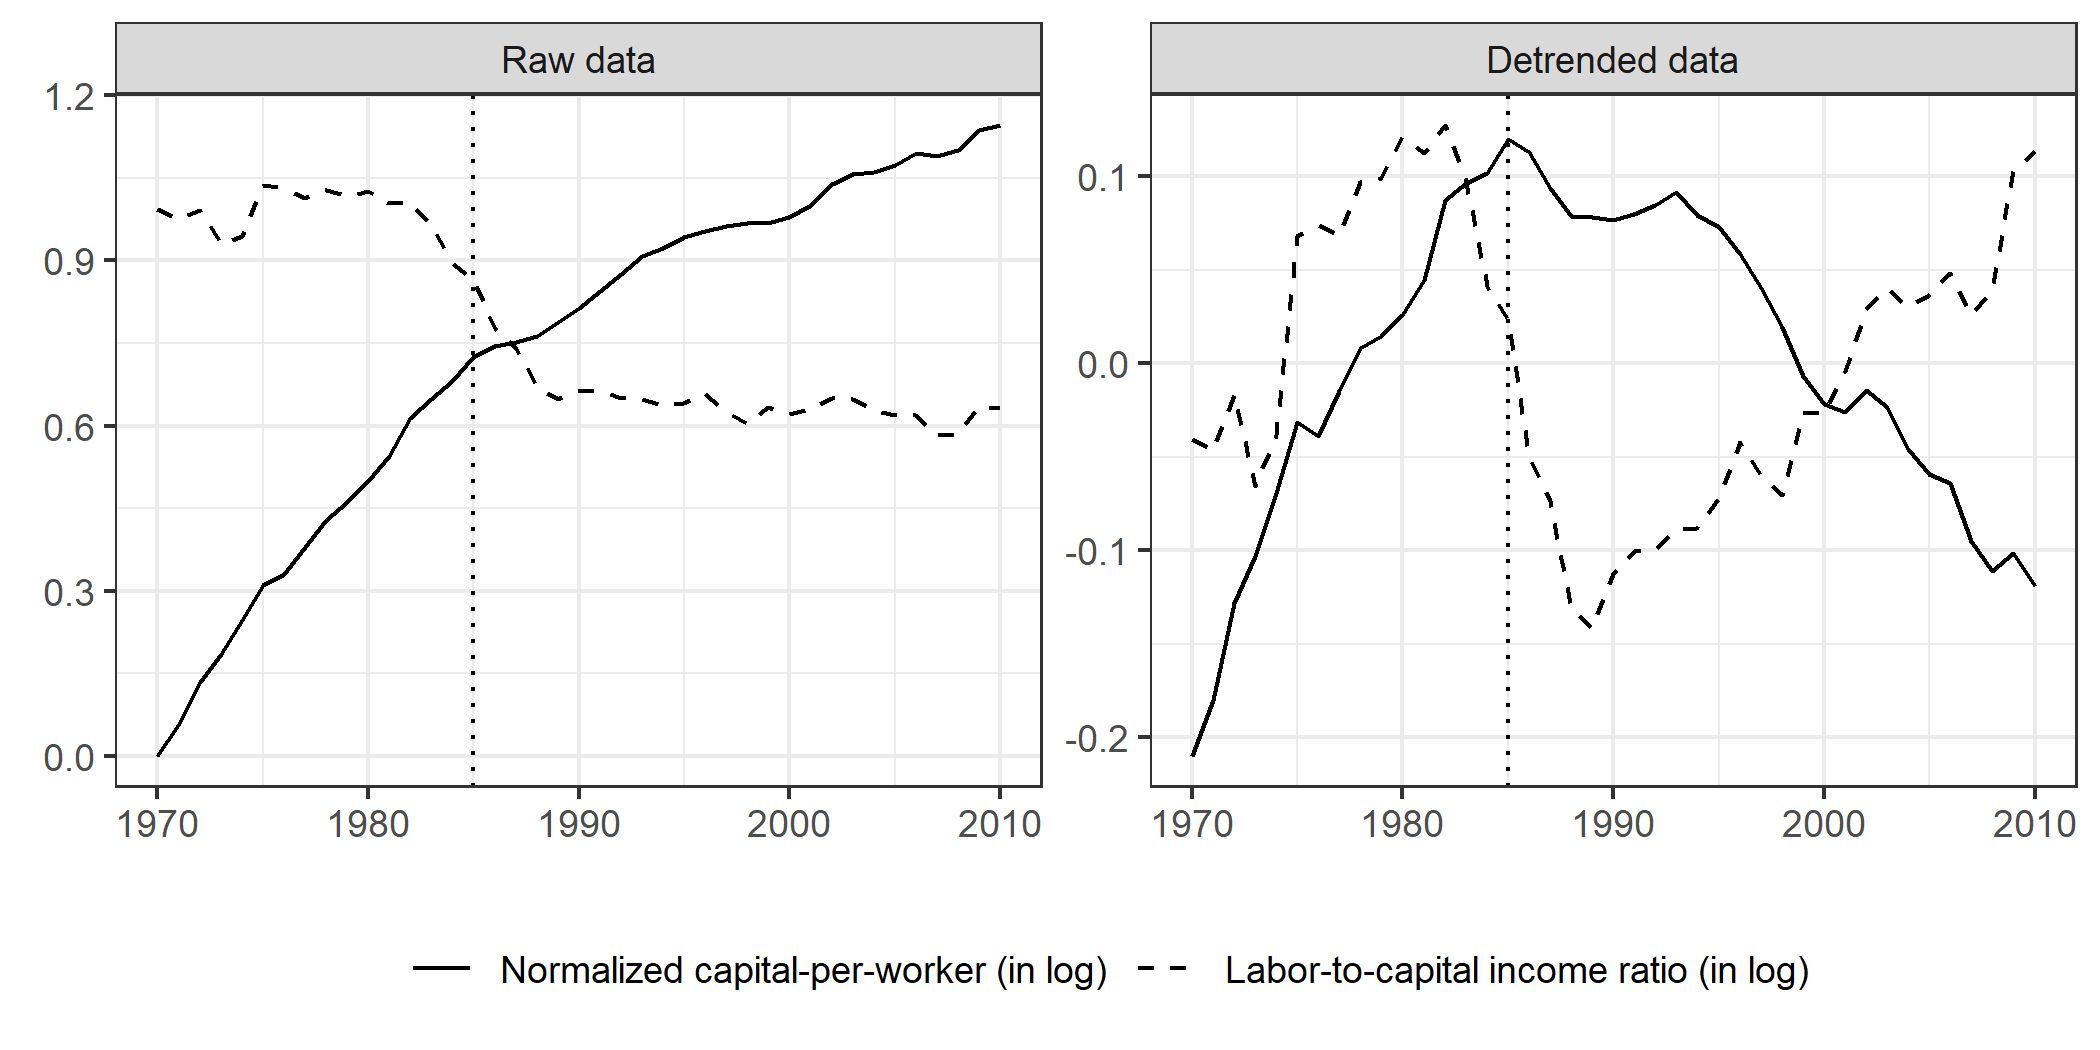 Raw data
Detrended data
1.2
0.9
0.6
0.3
0.0
0.1
0.0
-0.1
-0.2
1970 1980 1990 2000 2010
1970 1980 1990 2000 2010
Normalized capital-per-worker (in log) Labor-to-capital income ratio (in log)